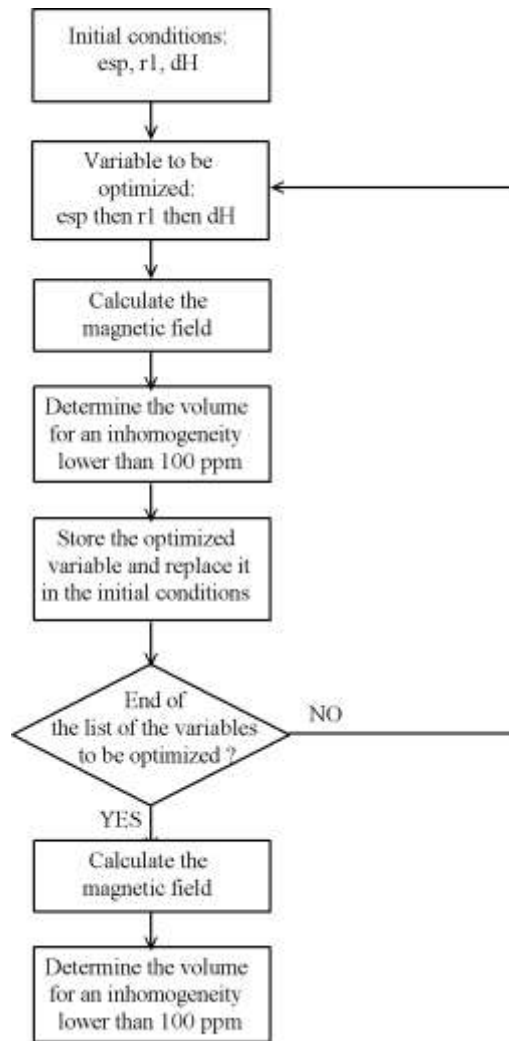 Initial conditions:
esp, r1, dH
Variable to be
optimized:
esp then r1 then dH
Calculate the
magnetic field
Determine the volume
for an inhomogeneity
lower than 100 ppm
Store the optimized
variable and replace it
in the initial conditions
End of
the list of the variables
to be optimized ?
NO
YES
Calculate the
magnetic field
Determine the volume
for an inhomogeneity
lower than 100 ppm